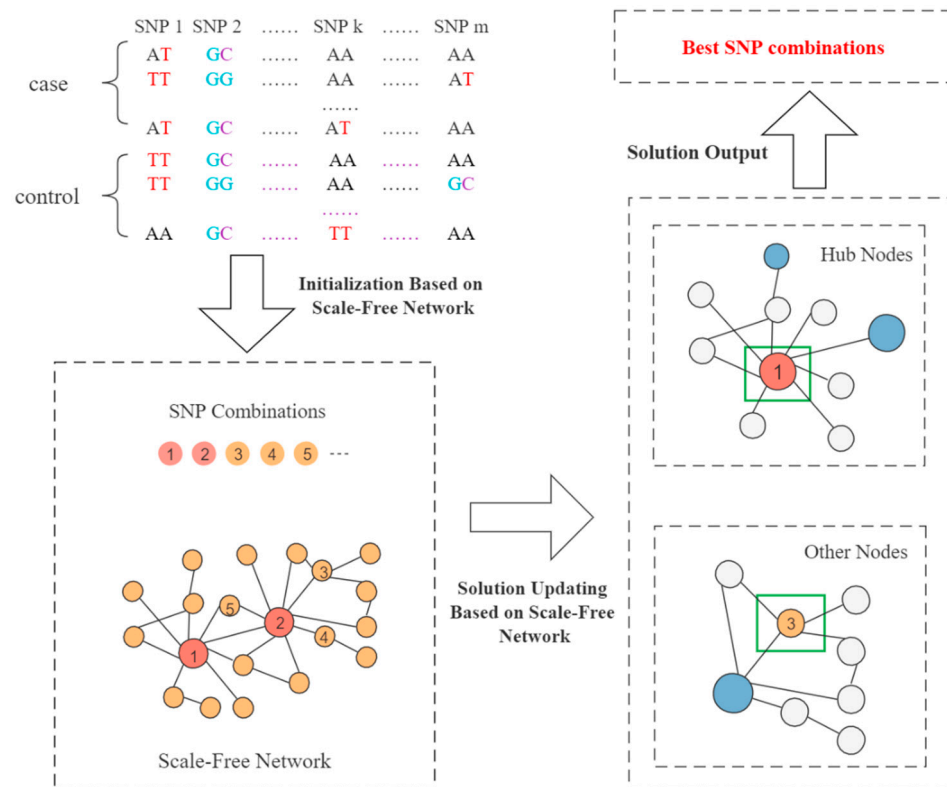 SNP 1 SNP 2 ...... SNP k ...... SNP m
AT GC ...... AA ...... AA
case
TT GG ...... AA ...... AT
......
AT GC ...... AT ...... AA
TT GC ...... AA ...... AA
control
TT GG ...... AA ...... GC
......
AA GC ...... TT ...... AA
Initialization Based on
Scale-Free Network
SNP Combinations
1 2 3 4 5 ---
3
5
2
4
1
Scale-Free Network
Solution Updating
Based on Scale-Free
Network
Hub Nodes
1
Other Nodes
3
Solution Output
Best SNP combinations